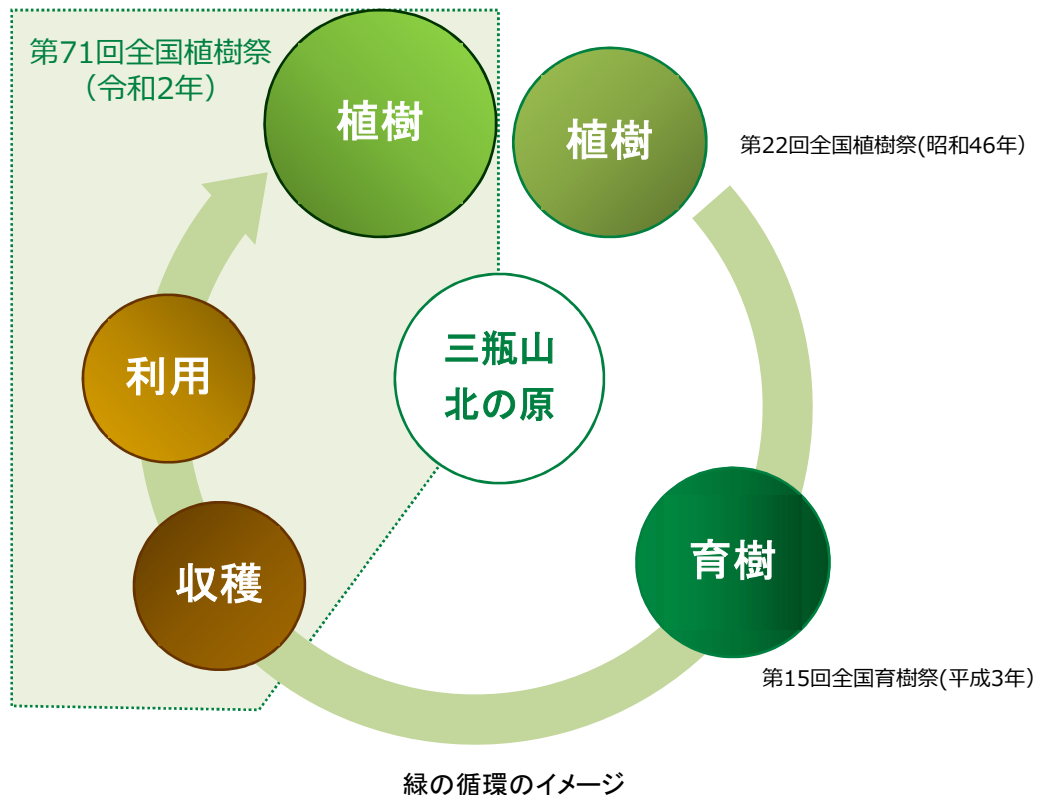 第71回全国植樹祭
（令和2年）
植樹
植樹
第22回全国植樹祭(昭和46年）
三瓶山
北の原
利用
収穫
育樹
第15回全国育樹祭(平成3年）
緑の循環のイメージ